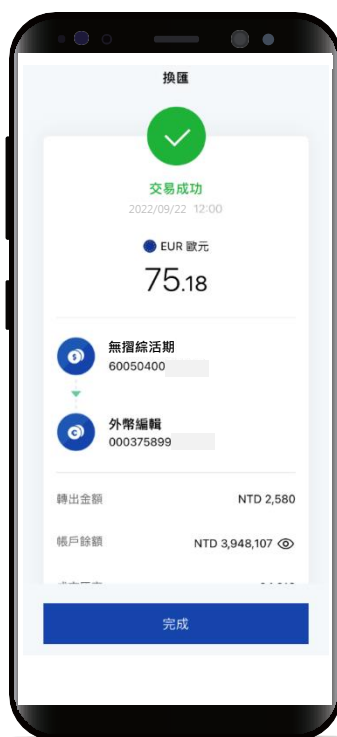 換匯
交易成功
2022/09/22 12:00
EUR 歐元
75.18
無摺綜活期
60050400
外幣編輯
000375899
轉出金額 NTD 2,580
帳戶餘額 NTD 3,948,107
完成